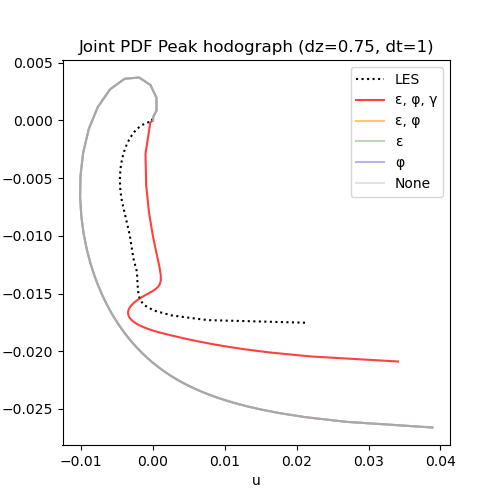 Joint PDF Peak hodograph (dz=0.75, dt=1)
0.005
0.000
−0.005
−0.010
−0.015
−0.020
−0.025
LES
ε, φ, γ
ε, φ
ε
φ
None
−0.01 0.00 0.01 0.02 0.03 0.04
u